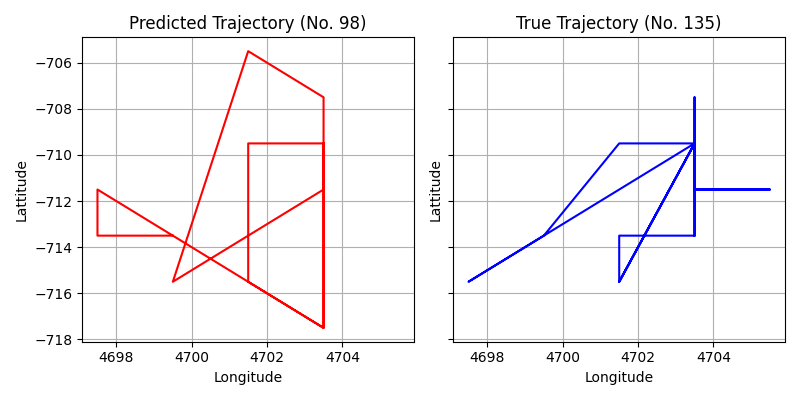 Predicted Trajectory (No. 98)
True Trajectory (No. 135)
Lattitude
−706
−708
−710
−712
−714
−716
−718
4698
4700
4702
4704
Longitude
Lattitude
4698
4700
4702
4704
Longitude